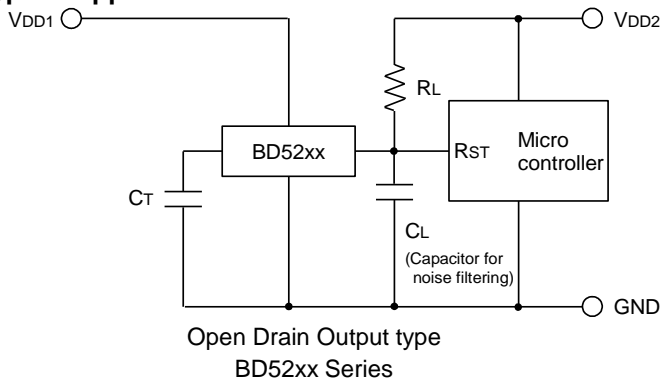 VDD1
VDD2
RL
BD52xx
RST
Micro
controller
CT
CL
(Capacitor for
noise filtering)
GND
Open Drain Output type
BD52xx Series